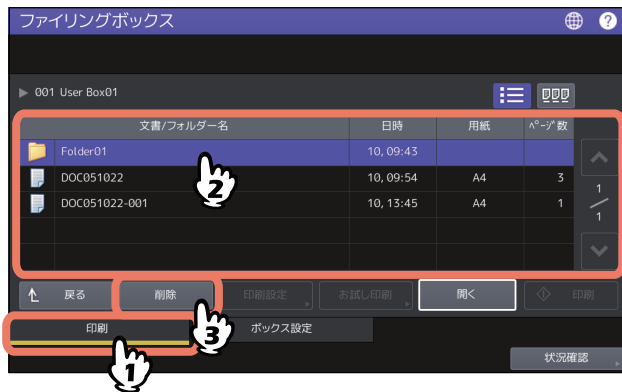 ファイリングボックス ?
001 User Box01
文書/フォルダー名 日時 用紙 ﾍﾟｰｼﾞ数
Folder01 10, 09:43
DOC051022 10, 09:54 A4 3
DOC051022-001 10, 13:45 A4 1
1
1
2
戻る 削除 印刷設定 お試し印刷 開く 印刷
3
印刷 ボックス設定
1
状況確認